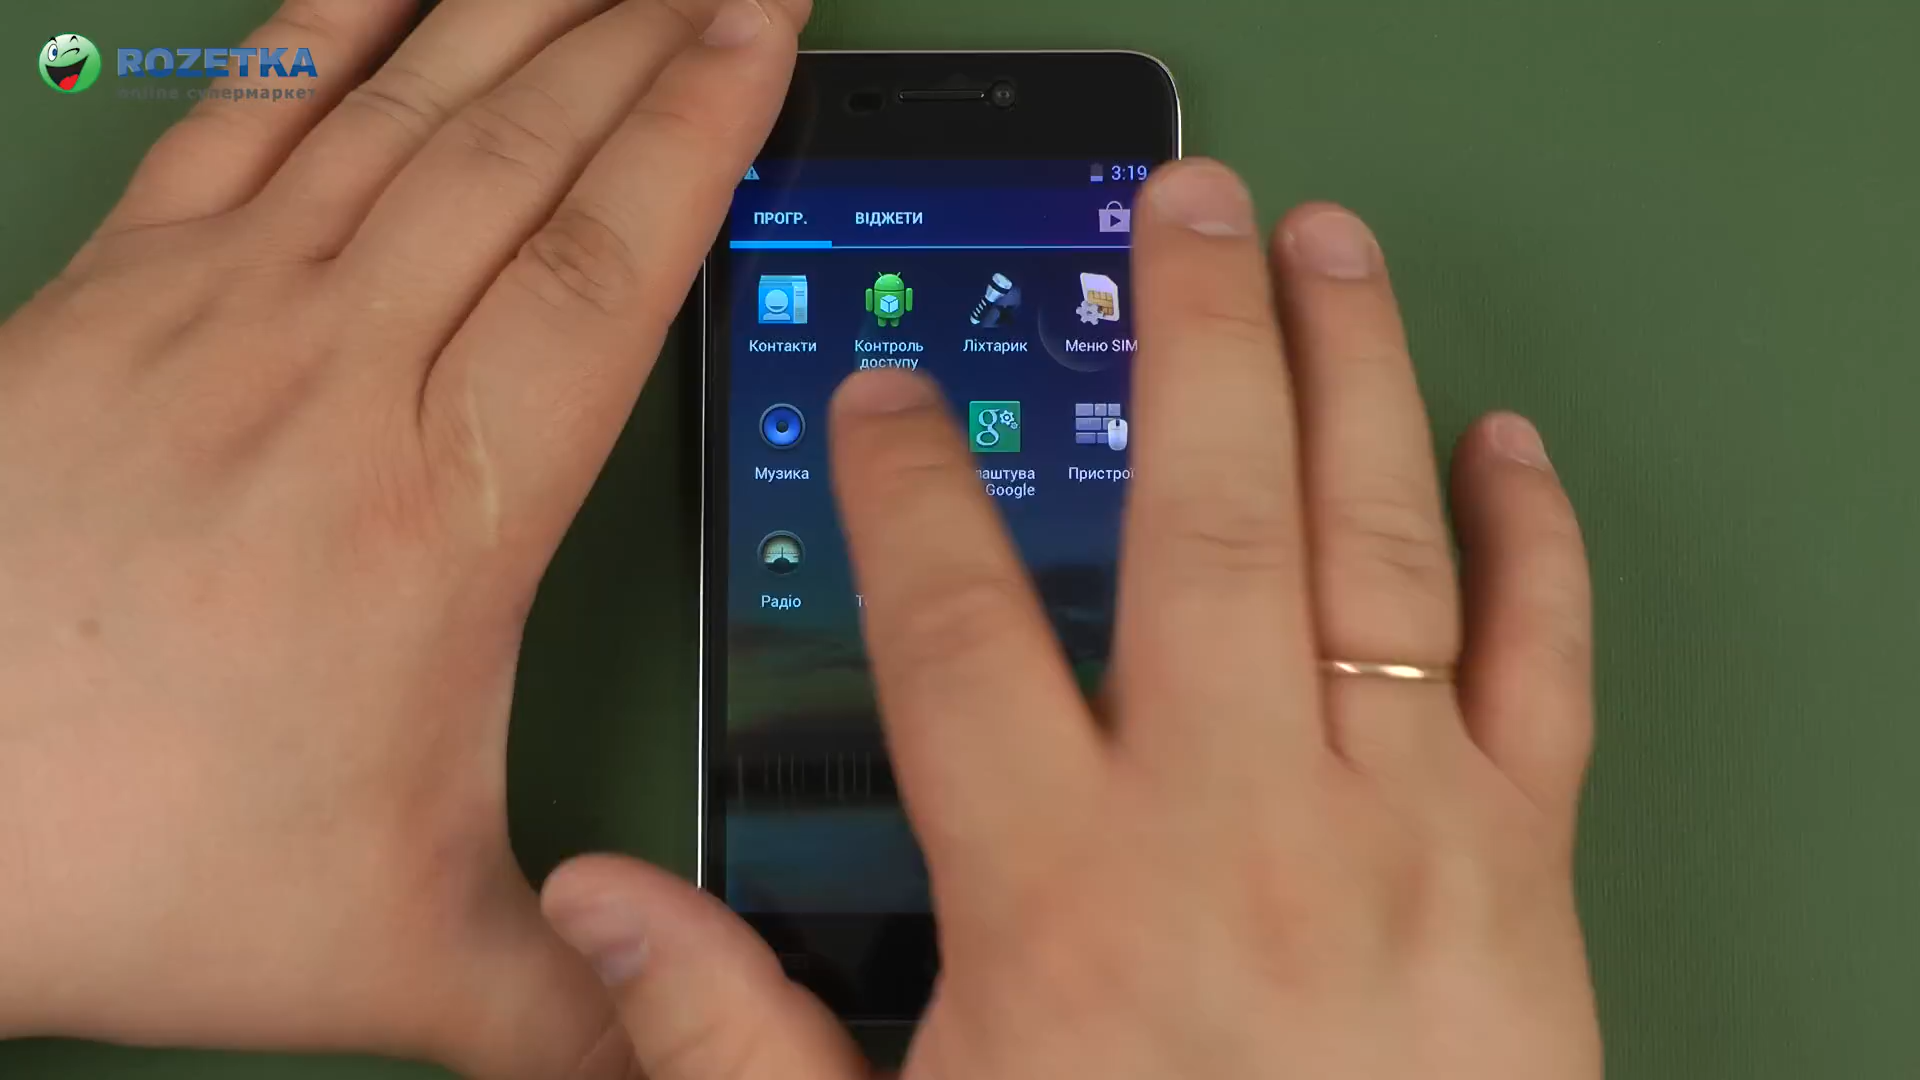 ROZETKA
online супермаркет
3:19
ПРОГР. ВІДЖЕТИ
Контакти Контроль доступу Ліхтарик Меню SIM
Музика Google
Радіо